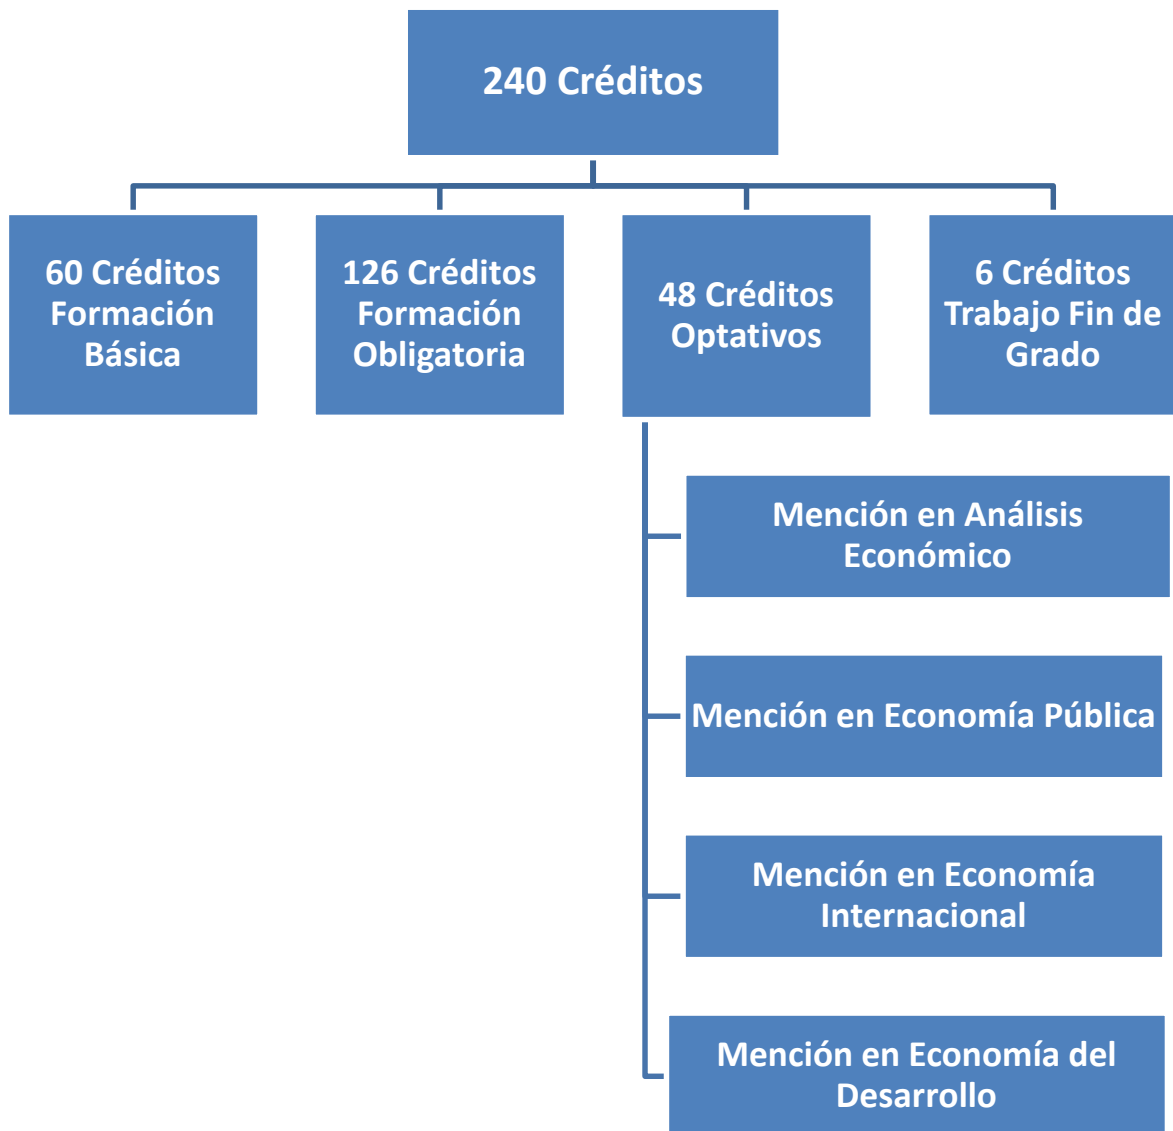 240 Créditos
60 Créditos
Formación
Básica
126 Créditos
Formación
Obligatoria
48 Créditos
Optativos
6 Créditos
Trabajo Fin de
Grado
Mención en Análisis
Económico
Mención en Economía Pública
Mención en Economía
Internacional
Mención en Economía del
Desarrollo